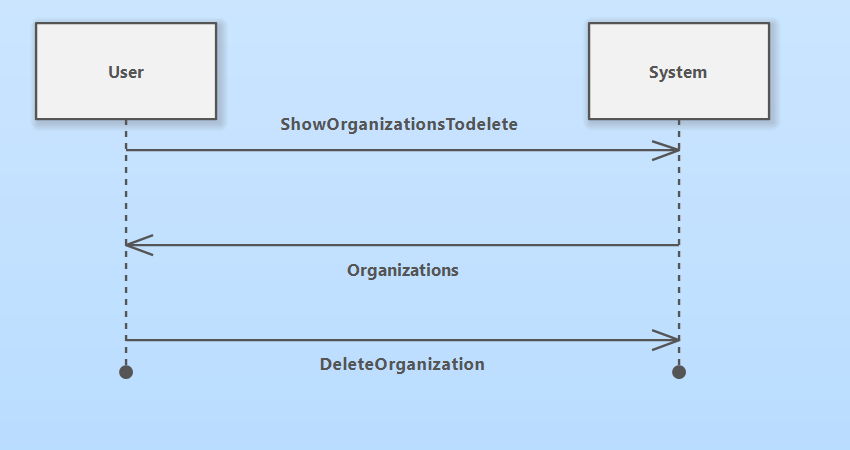 User
System
ShowOrganizationsTodelete
Organizations
DeleteOrganization